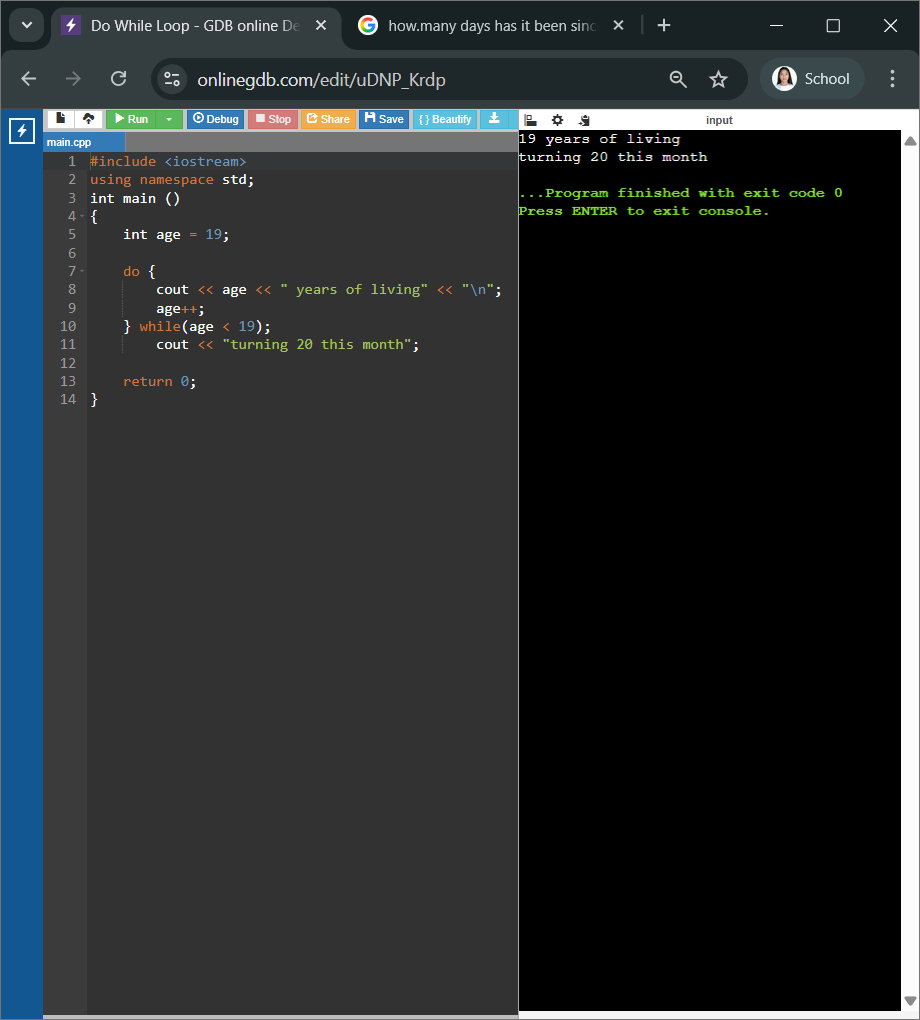 Do While Loop - GDB online De
how.many days has it been sinc
onlinegdb.com/edit/uDNP_Krdp
School
Run
Debug
Stop
Share
Save
{ } Beautify
input
main.cpp
1 #include <iostream>
2 using namespace std;
3 int main ()
4 {
5     int age = 19;
6
7     do {
8         cout << age << " years of living" << "\n";
9         age++;
10     } while(age < 19);
11         cout << "turning 20 this month";
12
13     return 0;
14 }
19 years of living
turning 20 this month
...Program finished with exit code 0
Press ENTER to exit console.